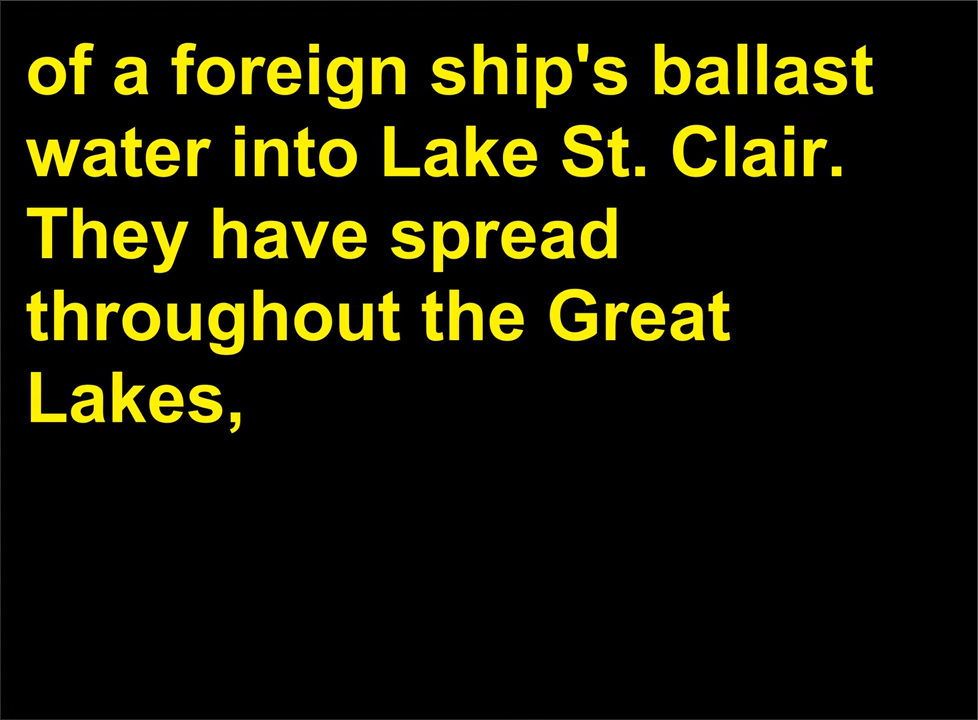 of a foreign ship's ballast
water into Lake St. Clair.
They have spread
throughout the Great
Lakes,